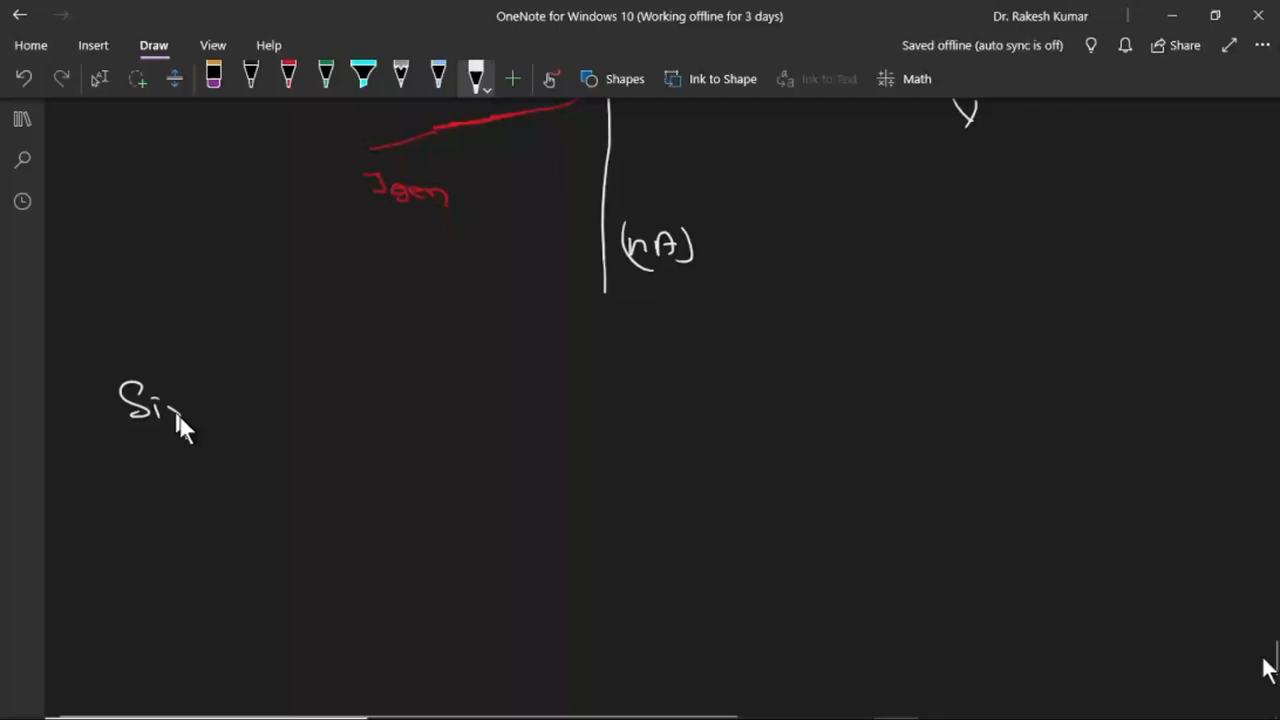 OneNote for Windows 10 (Working offline for 3 days)
Dr. Rakesh Kumar
Home Insert Draw View Help
Saved offline (auto sync is off)
Share
Shapes
Ink to Shape
Ink to Text
Math
Igen
(nA)
Si